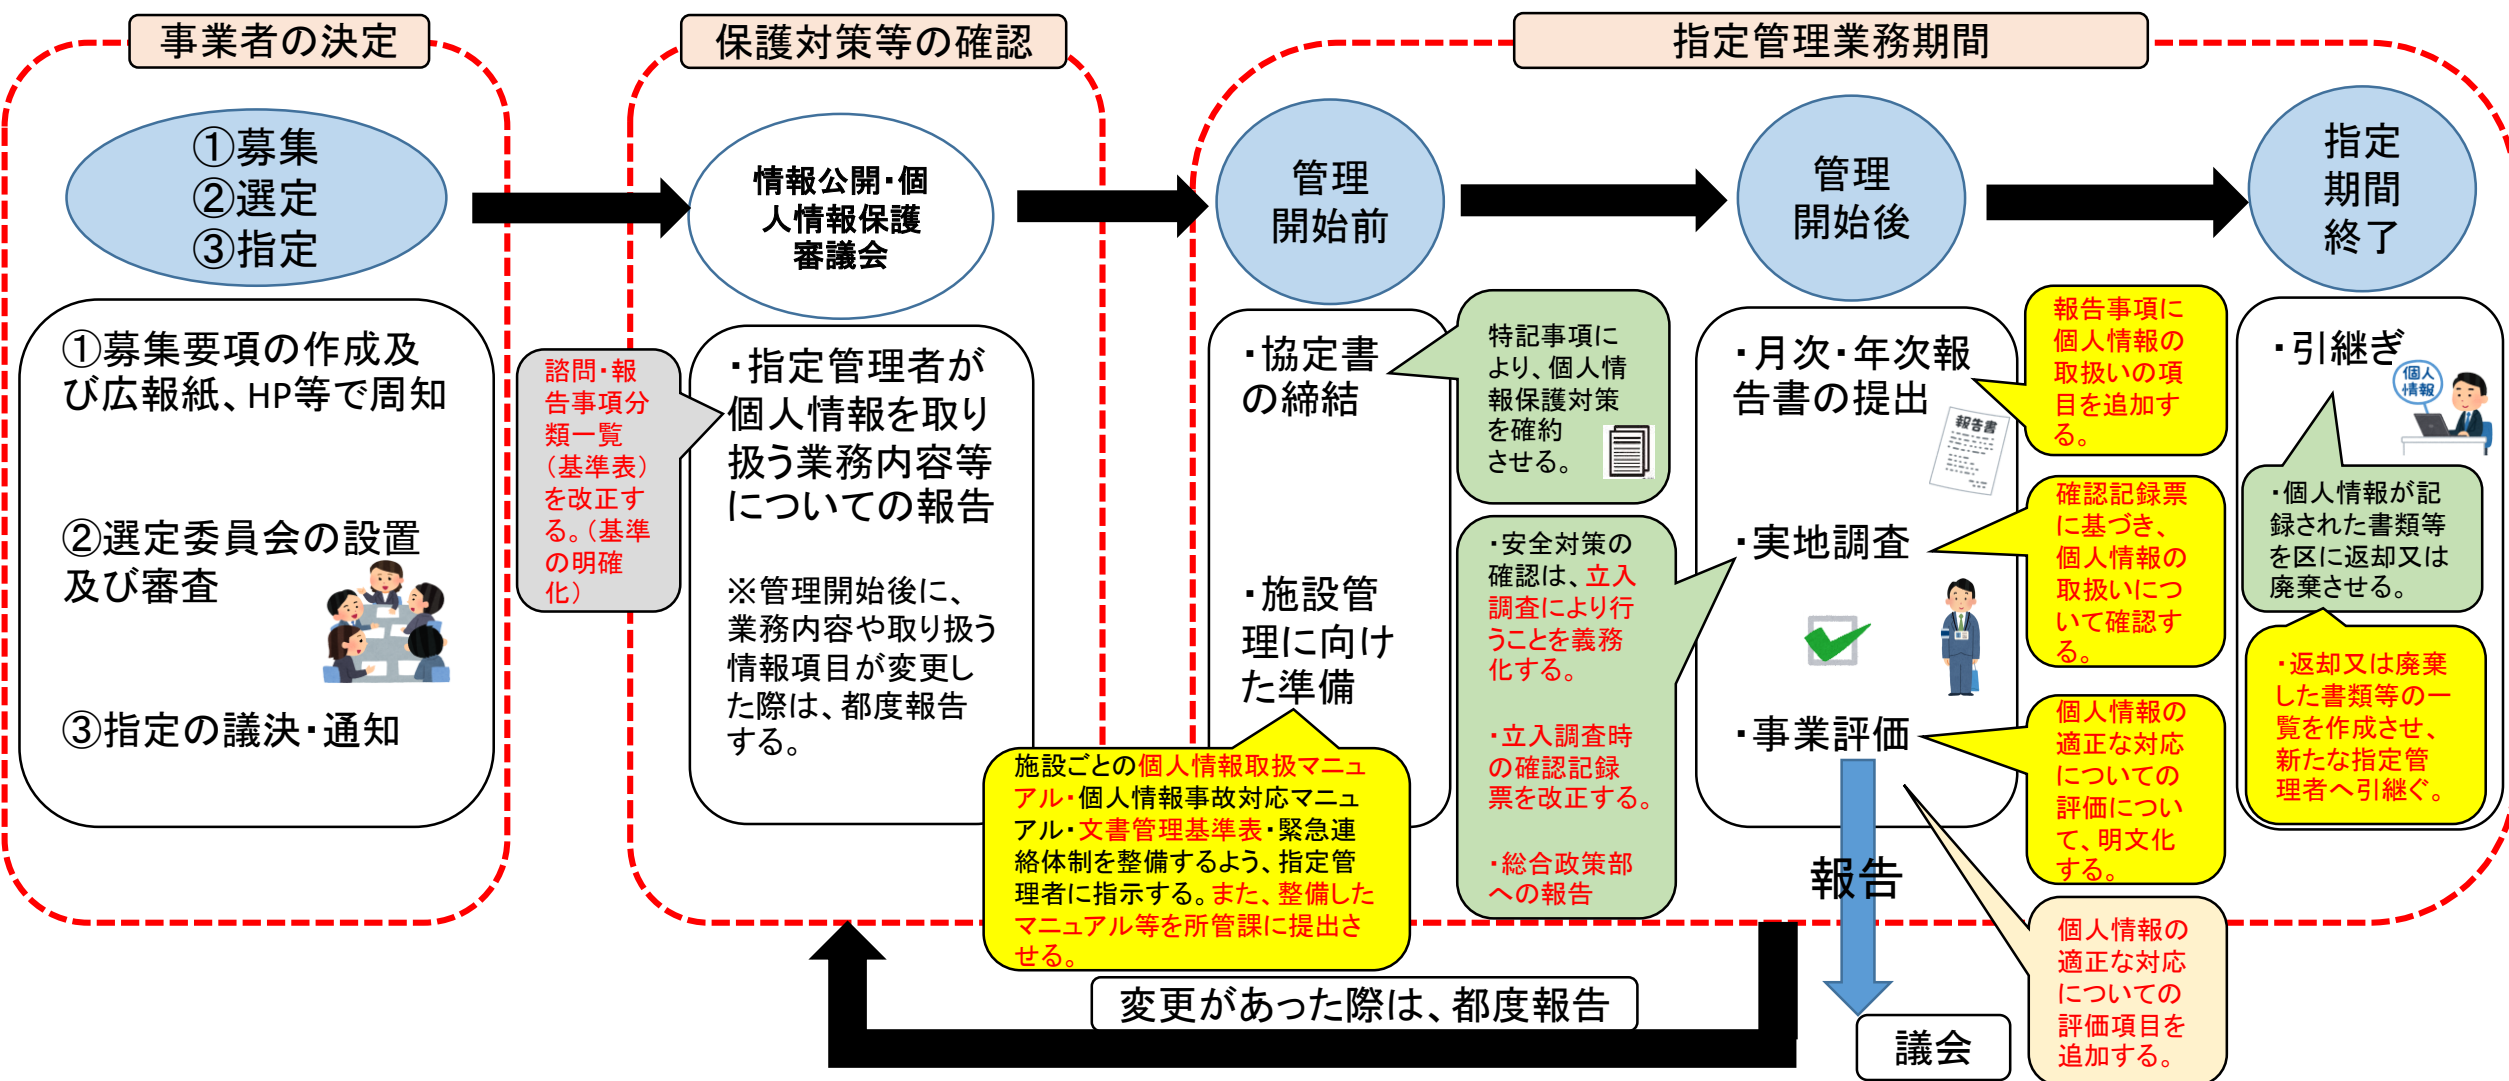 事業者の決定
①募集
②選定
③指定
①募集要項の作成及
び広報紙、HP等で周知
②選定委員会の設置
及び審査
③指定の議決・通知
保護対策等の確認
情報公開・個
人情報保護
審議会
諮問・報
告事項分
類一覧
（基準表）
を改正す
る。（基準
の明確
化）
・指定管理者が
個人情報を取り
扱う業務内容等
についての報告
※管理開始後に、
業務内容や取り扱う
情報項目が変更し
た際は、都度報告
する。
指定管理業務期間
管理
開始前
・協定書
の締結
特記事項に
より、個人情
報保護対策
を確約
させる。
・施設管
理に向け
た準備
施設ごとの個人情報取扱マニュ
アル・個人情報事故対応マニュ
アル・文書管理基準表・緊急連
絡体制を整備するよう、指定管
理者に指示する。また、整備した
マニュアル等を所管課に提出さ
せる。
・安全対策の
確認は、立入
調査により行
うことを義務
化する。
・立入調査時
の確認記録
票を改正する。
・総合政策部
への報告
管理
開始後
・月次・年次報
告書の提出
報告書
報告事項に
個人情報の
取扱いの項
目を追加す
る。
・実地調査
確認記録票
に基づき、
個人情報の
取扱いにつ
いて確認す
る。
・事業評価
個人情報の
適正な対応
についての
評価につい
て、明文化
する。
個人情報の
適正な対応
についての
評価項目を
追加する。
報告
議会
指定
期間
終了
・引継ぎ
個人
情報
・個人情報が記
録された書類等
を区に返却又は
廃棄させる。
・返却又は廃棄
した書類等の一
覧を作成させ、
新たな指定管
理者へ引継ぐ。
変更があった際は、都度報告